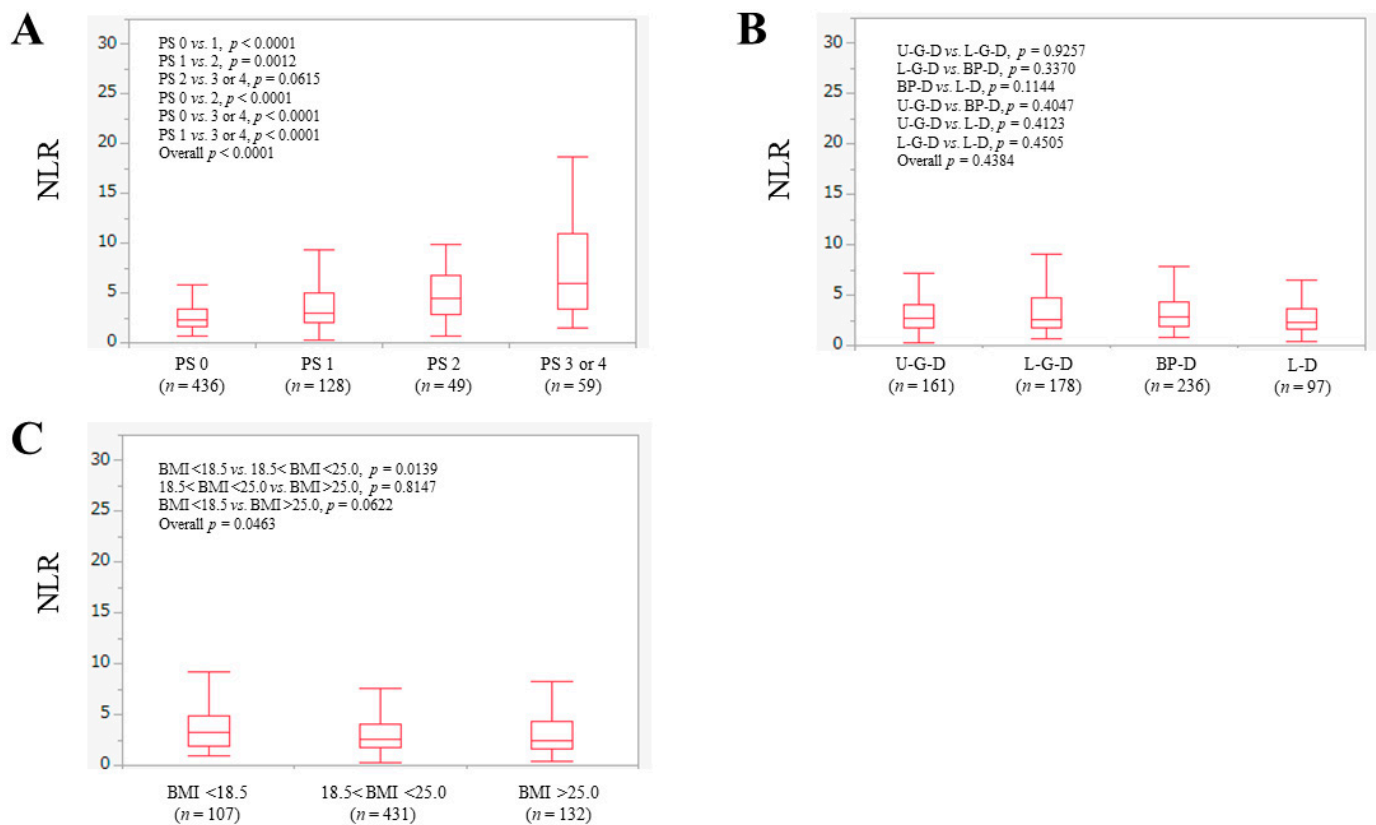 A
PS 0 vs. 1, p < 0.0001
PS 1 vs. 2, p = 0.0012
PS 2 vs. 3 or 4, p = 0.0615
PS 0 vs. 2, p < 0.0001
PS 0 vs. 3 or 4, p < 0.0001
PS 1 vs. 3 or 4, p < 0.0001
Overall p < 0.0001
NLR
30
25
20
15
10
5
0
PS 0 PS 1 PS 2 PS 3 or 4
(n = 436) (n = 128) (n = 49) (n = 59)
B
U-G-D vs. L-G-D, p = 0.9257
L-G-D vs. BP-D, p = 0.3370
BP-D vs. L-D, p = 0.1144
U-G-D vs. BP-D, p = 0.4047
U-G-D vs. L-D, p = 0.4123
L-G-D vs. L-D, p = 0.4505
Overall p = 0.4384
NLR
30
25
20
15
10
5
0
U-G-D L-G-D BP-D L-D
(n = 161) (n = 178) (n = 236) (n = 97)
C
BMI <18.5 vs. 18.5< BMI <25.0, p = 0.0139
18.5< BMI <25.0 vs. BMI >25.0, p = 0.8147
BMI <18.5 vs. BMI >25.0, p = 0.0622
Overall p = 0.0463
NLR
30
25
20
15
10
5
0
BMI <18.5 18.5< BMI <25.0 BMI >25.0
(n = 107) (n = 431) (n = 132)